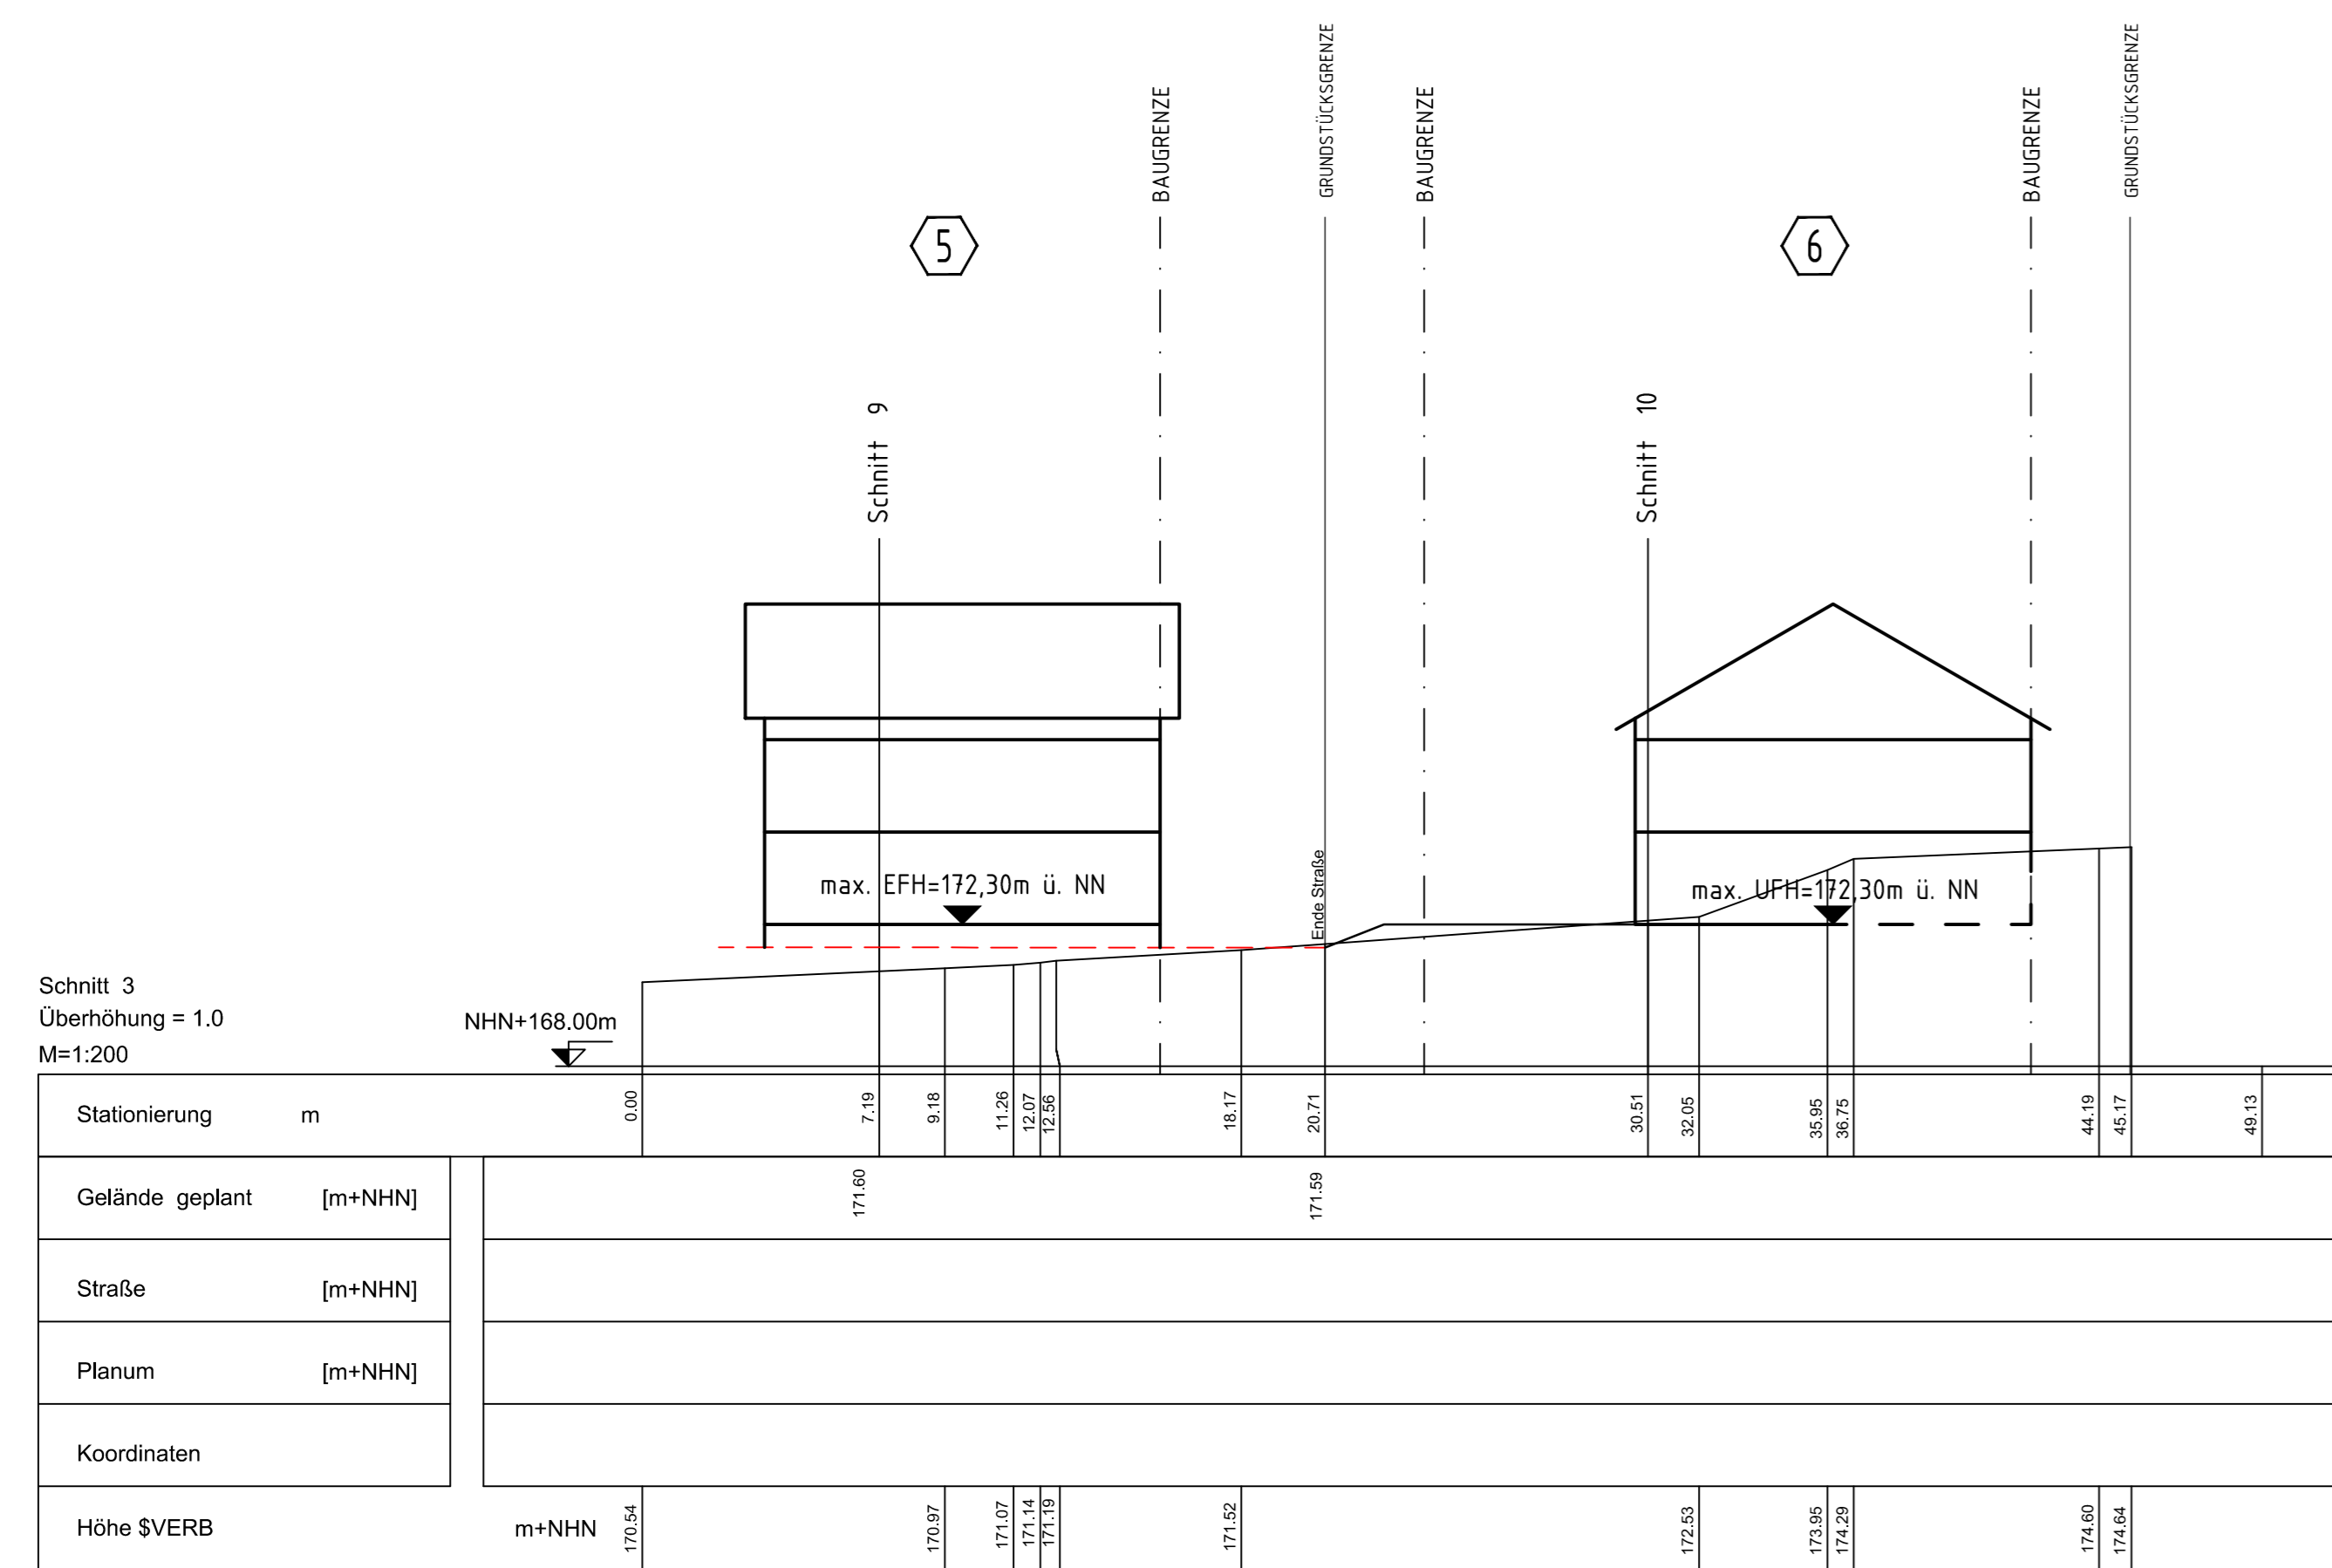 GRUNDSTÜCKSGRENZE
GRUNDSTÜCKSGRENZE
BAUGRENZE
BAUGRENZE
BAUGRENZE
5
6
Schnitt 9
Schnitt 10
max. EFH=172,30m ü. NN
max. UFH=172,30m ü. NN
Ende Straße
Schnitt 3
Überhöhung = 1.0
M=1:200
NHN+168.00m
Stationierung m 0.00 7.19 9.18 11.26 12.07 12.56 18.17 20.71 30.51 32.05 35.95 36.75 44.19 45.17 49.13
Gelände geplant [m+NHN] 171.60 171.59
Straße [m+NHN]
Planum [m+NHN]
Koordinaten
Höhe $VERB m+NHN 170.54 170.97 171.07 171.14 171.19 171.52 172.53 173.95 174.29 174.60 174.64